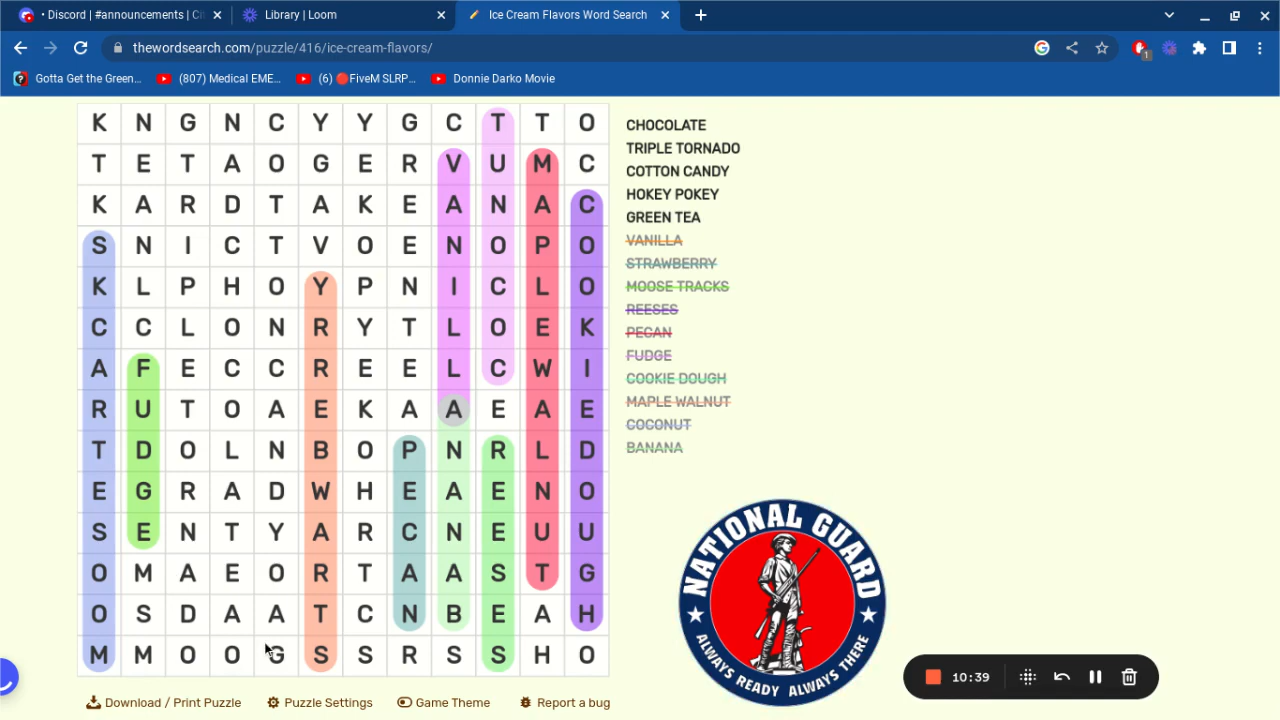 • Discord | #announcements | C
Library | Loom
Ice Cream Flavors Word Search
thewordsearch.com/puzzle/416/ice-cream-flavors/
Gotta Get the Green...
(807) Medical EME...
(6) 🔴FiveM SLRP...
Donnie Darko Movie
K N G N C Y Y G C T T O
T E T A O G E R V U M C
K A R D T A K E A N A C
S N I C T V O E N O P O
K L P H O Y P N I C L O
C C L O N R Y T L O E K
A F E C C R E E L C W I
R U T O A E K A A E A E
T D O L N B O P N R L D
E G R A D W H E A E N O
S E N T Y A R C N E U U
O M A E O R T A A S T G
O S D A A T C N B E A H
M M O O G S S R S S H O
CHOCOLATE
TRIPLE TORNADO
COTTON CANDY
HOKEY POKEY
GREEN TEA
VANILLA
STRAWBERRY
MOOSE TRACKS
REESES
PECAN
FUDGE
COOKIE DOUGH
MAPLE WALNUT
COCONUT
BANANA
NATIONAL GUARD
ALWAYS READY ALWAYS THERE
10:39
Download / Print Puzzle
Puzzle Settings
Game Theme
Report a bug